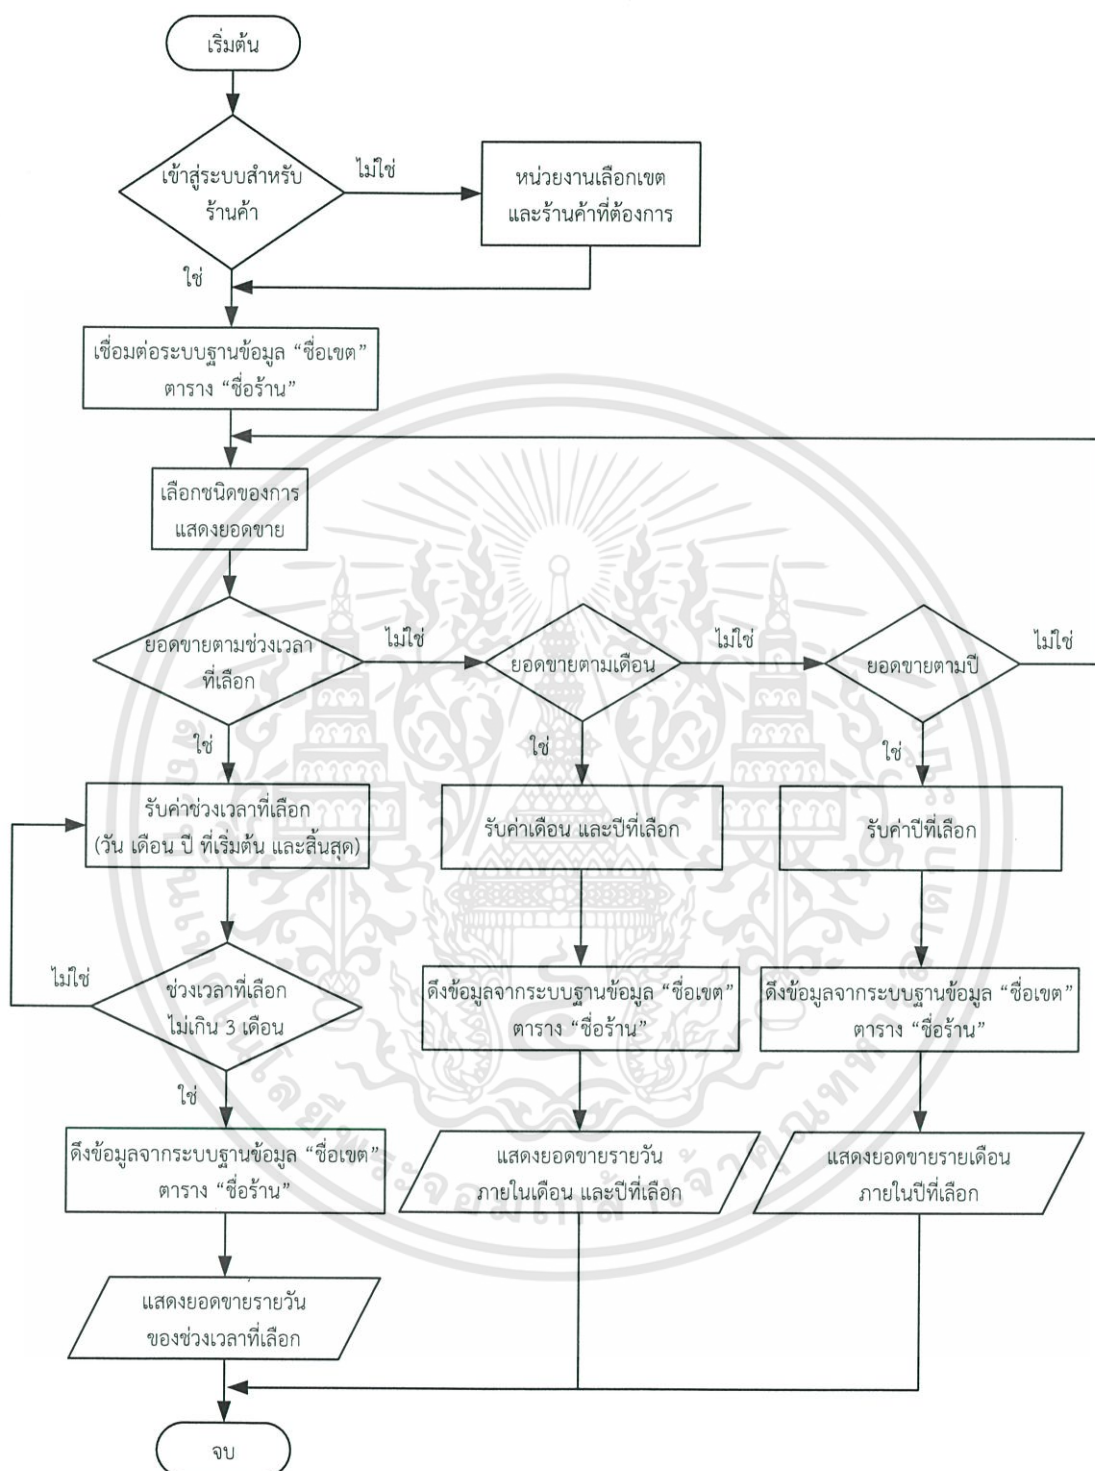 เริ่มต้น
เข้าสู่ระบบสำหรับ
ร้านค้า
ไม่ใช่
หน่วยงานเลือกเขต
และร้านค้าที่ต้องการ
ใช่
เชื่อมต่อระบบฐานข้อมูล “ชื่อเขต”
ตาราง “ชื่อร้าน”
เลือกชนิดของการ
แสดงยอดขาย
ยอดขายตามช่วงเวลา
ที่เลือก
ไม่ใช่
ยอดขายตามเดือน
ไม่ใช่
ยอดขายตามปี
ไม่ใช่
ใช่
ใช่
ใช่
รับค่าช่วงเวลาที่เลือก
(วัน เดือน ปี ที่เริ่มต้น และสิ้นสุด)
รับค่าเดือน และปีที่เลือก
รับค่าปีที่เลือก
ไม่ใช่
ช่วงเวลาที่เลือก
ไม่เกิน 3 เดือน
ดึงข้อมูลจากระบบฐานข้อมูล “ชื่อเขต”
ตาราง “ชื่อร้าน”
ดึงข้อมูลจากระบบฐานข้อมูล “ชื่อเขต”
ตาราง “ชื่อร้าน”
ใช่
ดึงข้อมูลจากระบบฐานข้อมูล “ชื่อเขต”
ตาราง “ชื่อร้าน”
แสดงยอดขายรายวัน
ภายในเดือน และปีที่เลือก
แสดงยอดขายรายเดือน
ภายในปีที่เลือก
แสดงยอดขายรายวัน
ของช่วงเวลาที่เลือก
จบ